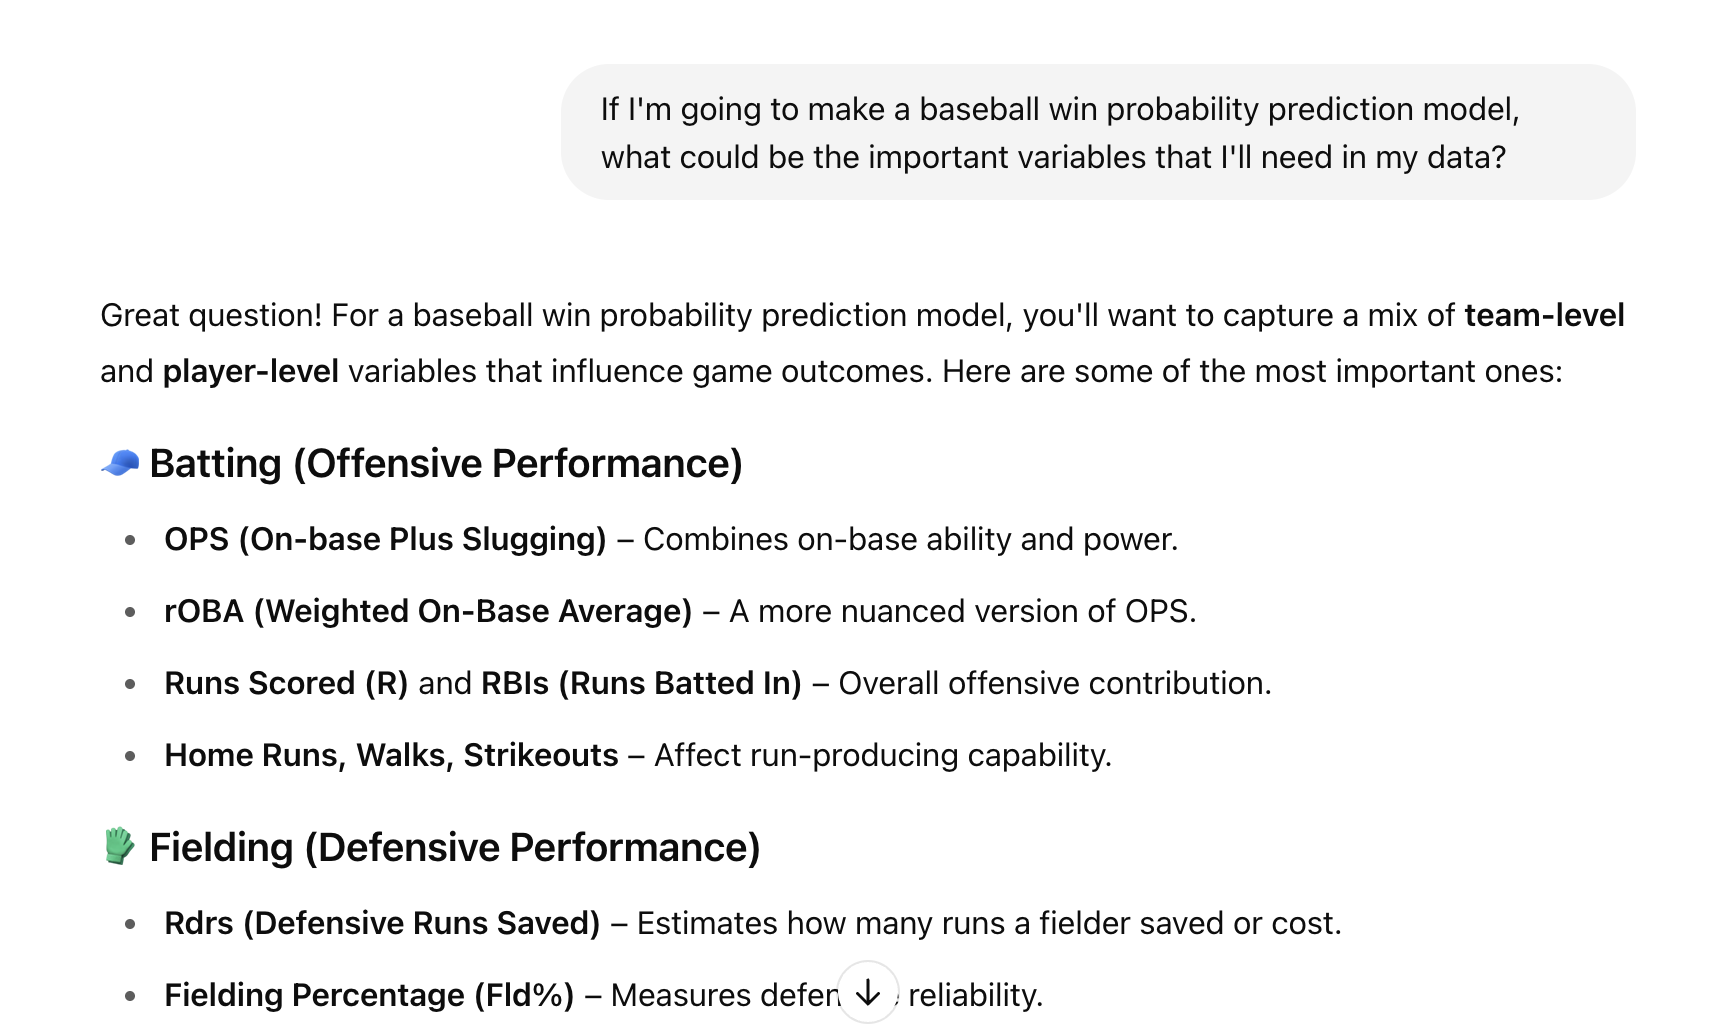 If I'm going to make a baseball win probability prediction model,
what could be the important variables that I'll need in my data?
Great question! For a baseball win probability prediction model, you'll want to capture a mix of team-level
and player-level variables that influence game outcomes. Here are some of the most important ones:
🧢 Batting (Offensive Performance)
• OPS (On-base Plus Slugging) – Combines on-base ability and power.
• rOBA (Weighted On-Base Average) – A more nuanced version of OPS.
• Runs Scored (R) and RBIs (Runs Batted In) – Overall offensive contribution.
• Home Runs, Walks, Strikeouts – Affect run-producing capability.
🧤 Fielding (Defensive Performance)
• Rdrs (Defensive Runs Saved) – Estimates how many runs a fielder saved or cost.
• Fielding Percentage (Fld%) – Measures reliability.